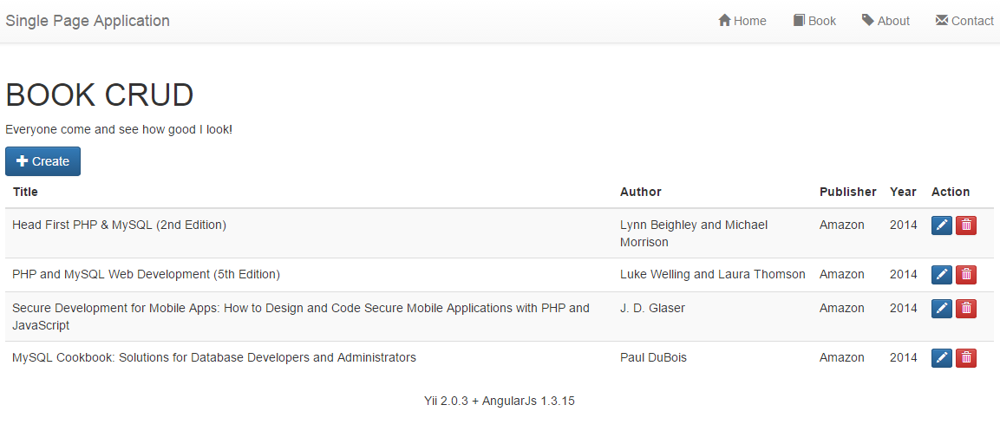 Single Page Application Home Book About Contact
BOOK CRUD
Everyone come and see how good I look!
Create
Title Author Publisher Year Action
Head First PHP & MySQL (2nd Edition) Lynn Beighley and Michael Amazon 2014
Morrison
PHP and MySQL Web Development (5th Edition) Luke Welling and Laura Thomson Amazon 2014
Secure Development for Mobile Apps: How to Design and Code Secure Mobile Applications with PHP and J. D. Glaser Amazon 2014
JavaScript
MySQL Cookbook: Solutions for Database Developers and Administrators Paul DuBois Amazon 2014
Yii 2.0.3 + AngularJs 1.3.15